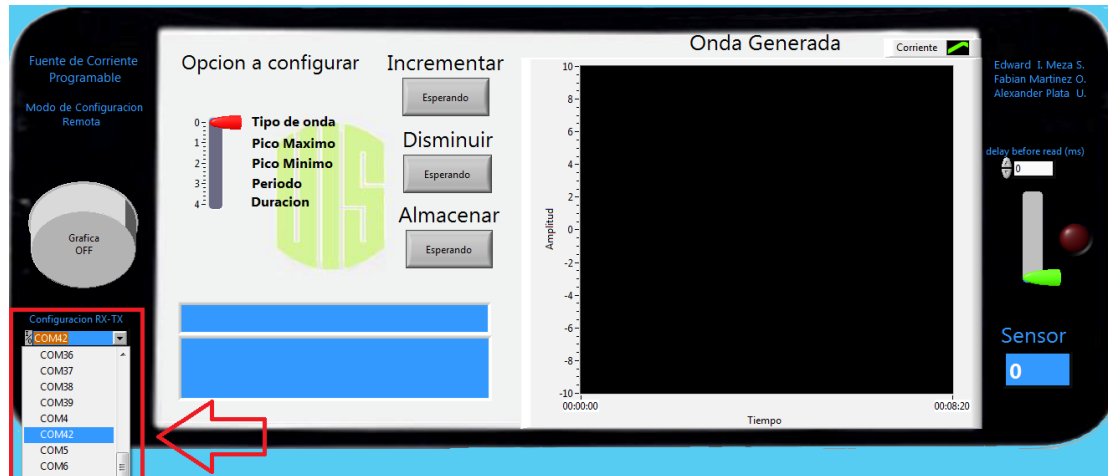 Fuente de Corriente
Programable
Modo de Configuracion
Remota
Grafica
OFF
Configuracion RX-TX
COM42
COM36
COM37
COM38
COM39
COM4
COM42
COM5
COM6
Opcion a configurar
0
1
2
3
4
Tipo de onda
Pico Maximo
Pico Minimo
Periodo
Duracion
UIS
Incrementar
Esperando
Disminuir
Esperando
Almacenar
Esperando
Onda Generada
Corriente
Amplitud
10
8
6
4
2
0
-2
-4
-6
-8
-10
00:00:00
00:08:20
Tiempo
Edward I. Meza S.
Fabian Martinez O.
Alexander Plata U.
delay before read (ms)
0
Sensor
0